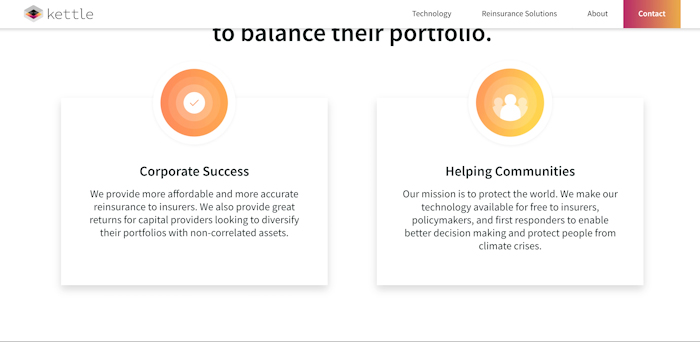 kettle
Technology
Reinsurance Solutions
About
Contact
to balance their portfolio.
Corporate Success
We provide more affordable and more accurate
reinsurance to insurers. We also provide great
returns for capital providers looking to diversify
their portfolios with non-correlated assets.
Helping Communities
Our mission is to protect the world. We make our
technology available for free to insurers,
policymakers, and first responders to enable
better decision making and protect people from
climate crises.